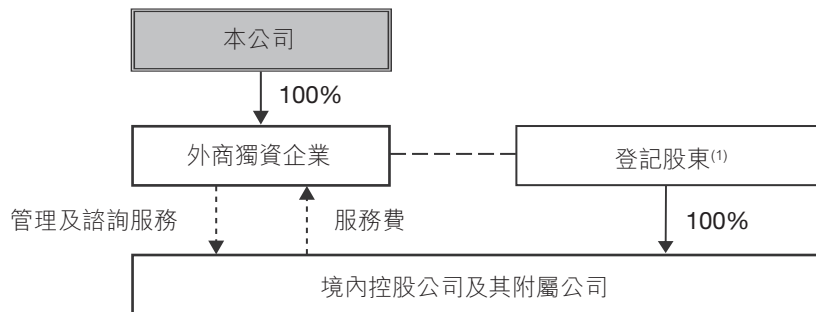 本公司
100%
外商獨資企業
登記股東(1)
管理及諮詢服務
服務費
100%
境內控股公司及其附屬公司